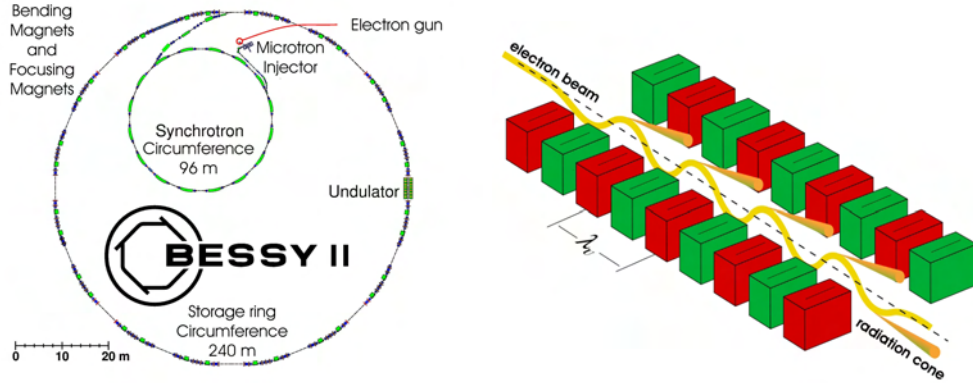 Bending
Magnets
and
Focusing
Magnets
Electron gun
Microtron
Injector
Synchrotron
Circumference
96 m
Undulator
BESSY II
Storage ring
Circumference
240 m
0 10 20 m
electron beam
λ
radiation cone